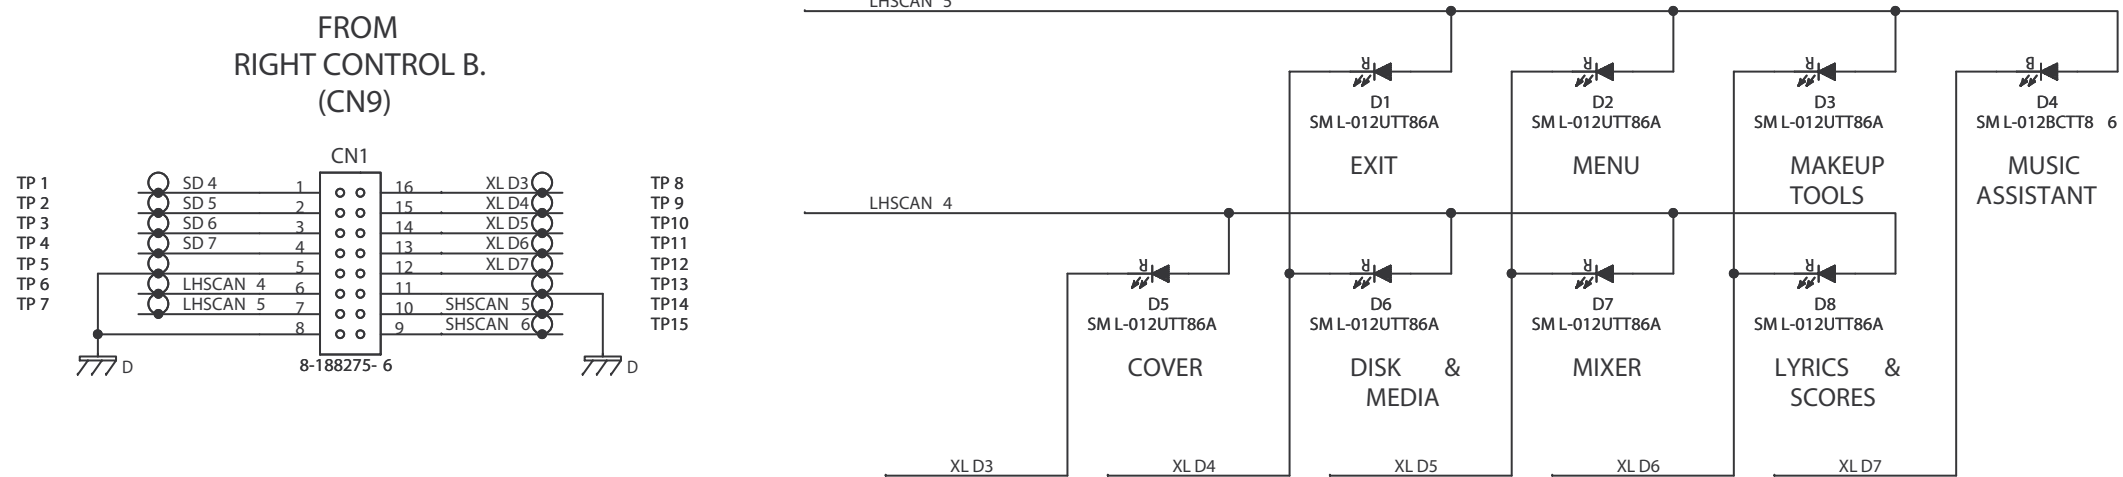 FROM
RIGHT CONTROL B.
(CN9)
CN1
TP 1 SD 4 1 16 XL D3 TP 8
TP 2 SD 5 2 15 XL D4 TP 9
TP 3 SD 6 3 14 XL D5 TP10
TP 4 SD 7 4 13 XL D6 TP11
TP 5 5 12 XL D7 TP12
TP 6 LHSCAN 4 6 11 TP13
TP 7 LHSCAN 5 7 10 SHSCAN 5 TP14
8 9 SHSCAN 6 TP15
D 8-188275- 6 D
LHSCAN 5
R R R B
D1 D2 D3 D4
SM L-012UTT86A SM L-012UTT86A SM L-012UTT86A SM L-012BCTT8 6
EXIT MENU MAKEUP MUSIC
TOOLS ASSISTANT
LHSCAN 4
R R R R
D5 D6 D7 D8
SM L-012UTT86A SM L-012UTT86A SM L-012UTT86A SM L-012UTT86A
COVER DISK & MIXER LYRICS &
MEDIA SCORES
XL D3 XL D4 XL D5 XL D6 XL D7